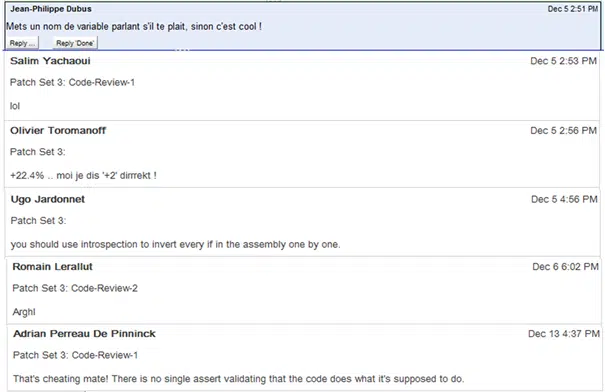 Jean-Philippe Dubus Dec 5 2:51 PM
Mets un nom de variable parlant s'il te plait, sinon c'est cool !
Reply ... Reply 'Done'
Salim Yachaoui Dec 5 2:53 PM
Patch Set 3: Code-Review-1
lol
Olivier Toromanoff Dec 5 2:56 PM
Patch Set 3:
+22.4% .. moi je dis '+2' dirrrekt !
Ugo Jardonnet Dec 5 4:56 PM
Patch Set 3:
you should use introspection to invert every if in the assembly one by one.
Romain Lerallut Dec 6 6:02 PM
Patch Set 3: Code-Review-2
Arghl
Adrian Perreau De Pinninck Dec 13 4:37 PM
Patch Set 3: Code-Review-1
That's cheating mate! There is no single assert validating that the code does what it's supposed to do.